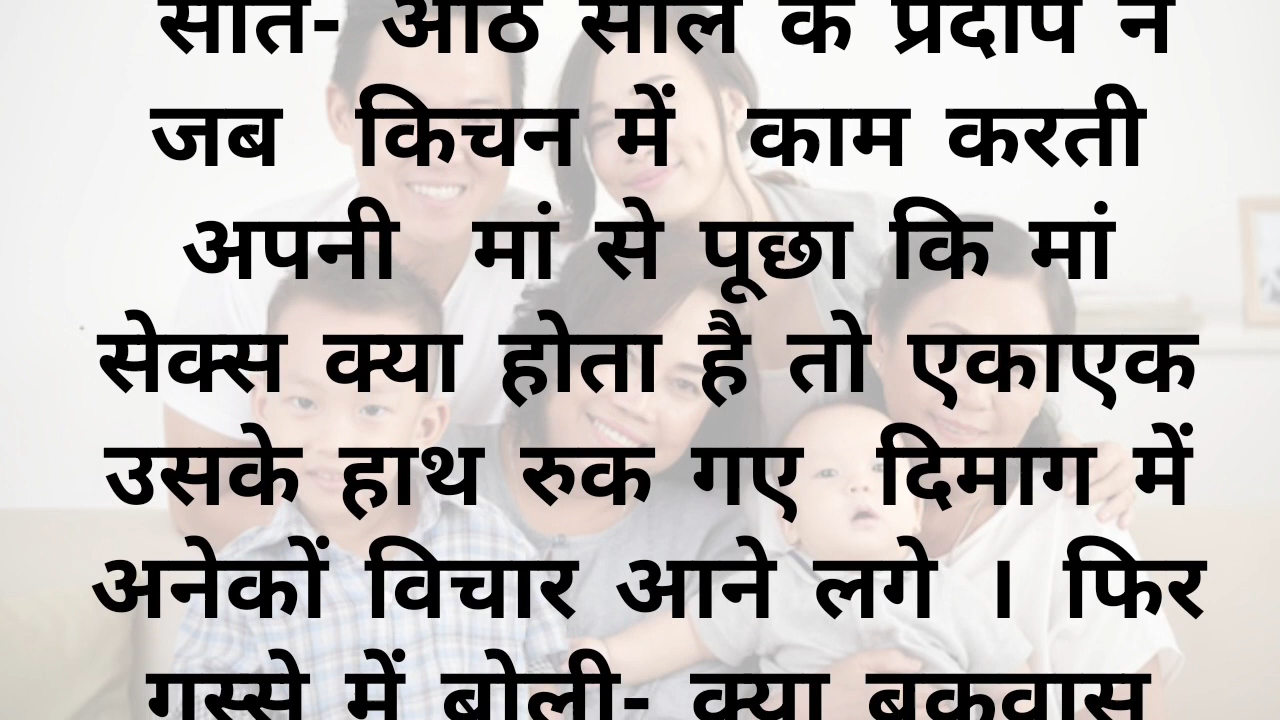 सात- आठ साल के प्रदीप ने
जब किचन में काम करती
अपनी मां से पूछा कि मां
सेक्स क्या होता है तो एकाएक
उसके हाथ रुक गए दिमाग में
अनेकों विचार आने लगे । फिर
गुस्से में बोली- क्या बकवास